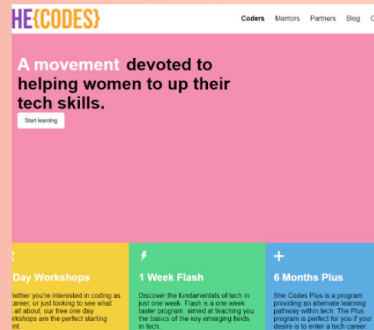 HE{CODES}
Coders Mentors Partners Blog
A movement devoted to
helping women to up their
tech skills.
Start learning
Day Workshops
hether you're interested in coding as
career, or just looking to see what
all about, our free one day
rkshops are the perfect starting
nt.
1 Week Flash
Discover the fundamentals of tech in
just one week. Flash is a one week
taster program, aimed at teaching you
the basics of the key emerging fields
in tech.
6 Months Plus
She Codes Plus is a program
providing an alternate learning
pathway within tech. The Plus
program is perfect for you if your
desire is to enter a tech career.